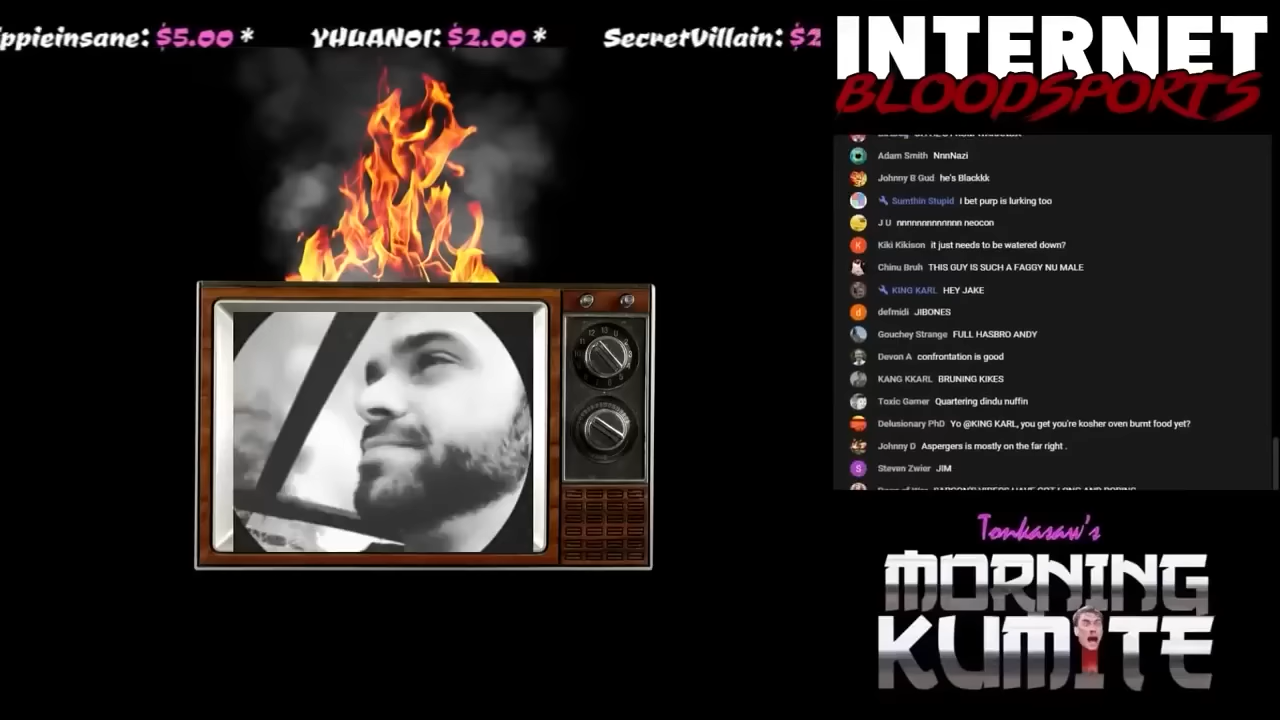 ppieinsane: $5.00 * YHUANOI: $2.00 * SecretVillain: $2
INTERNET
BLOODSPORTS
Adam Smith NnnNazi
Johnny B Gud he's Blackkk
Sumthin Stupid I bet purp is lurking too
J U nnnnnnnnnnnn neocon
Kiki Kikison it just needs to be watered down?
Chinu Bruh THIS GUY IS SUCH A FAGGY NU MALE
KING KARL HEY JAKE
defmidi JIBONES
Gouchey Strange FULL HASBRO ANDY
Devon A confrontation is good
KANG KKARL BRUNING KIKES
Toxic Gamer Quartering dindu nuffin
Delusionary PhD Yo @KING KARL, you get you're kosher oven burnt food yet?
Johnny D Aspergers is mostly on the far right .
Steven Zwier JIM
Tonkasaw's
MORNING
KUMITE